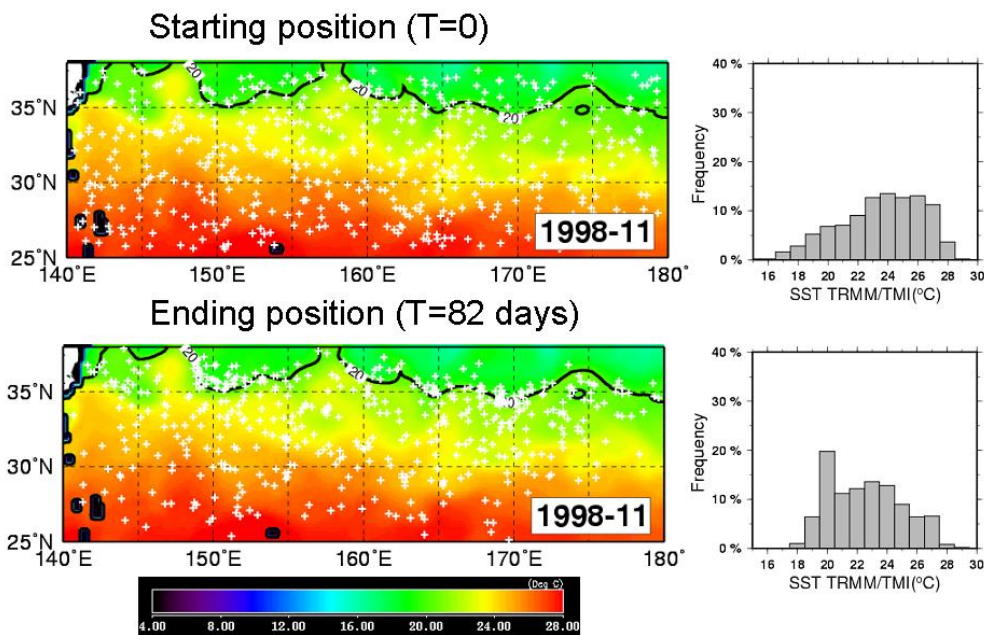 Starting position (T=0)
35˚N
30˚N
25˚N
20
20
20
1998-11
140˚E
150˚E
160˚E
170˚E
180˚
40 %
30 %
20 %
10 %
0 %
Frequency
16 18 20 22 24 26 28 30
SST TRMM/TMI(ºC)
Ending position (T=82 days)
35˚N
30˚N
25˚N
20
20
1998-11
140˚E
150˚E
160˚E
170˚E
180˚
40 %
30 %
20 %
10 %
0 %
Frequency
16 18 20 22 24 26 28 30
SST TRMM/TMI(ºC)
(Deg C)
4.00 8.00 12.00 16.00 20.00 24.00 28.00